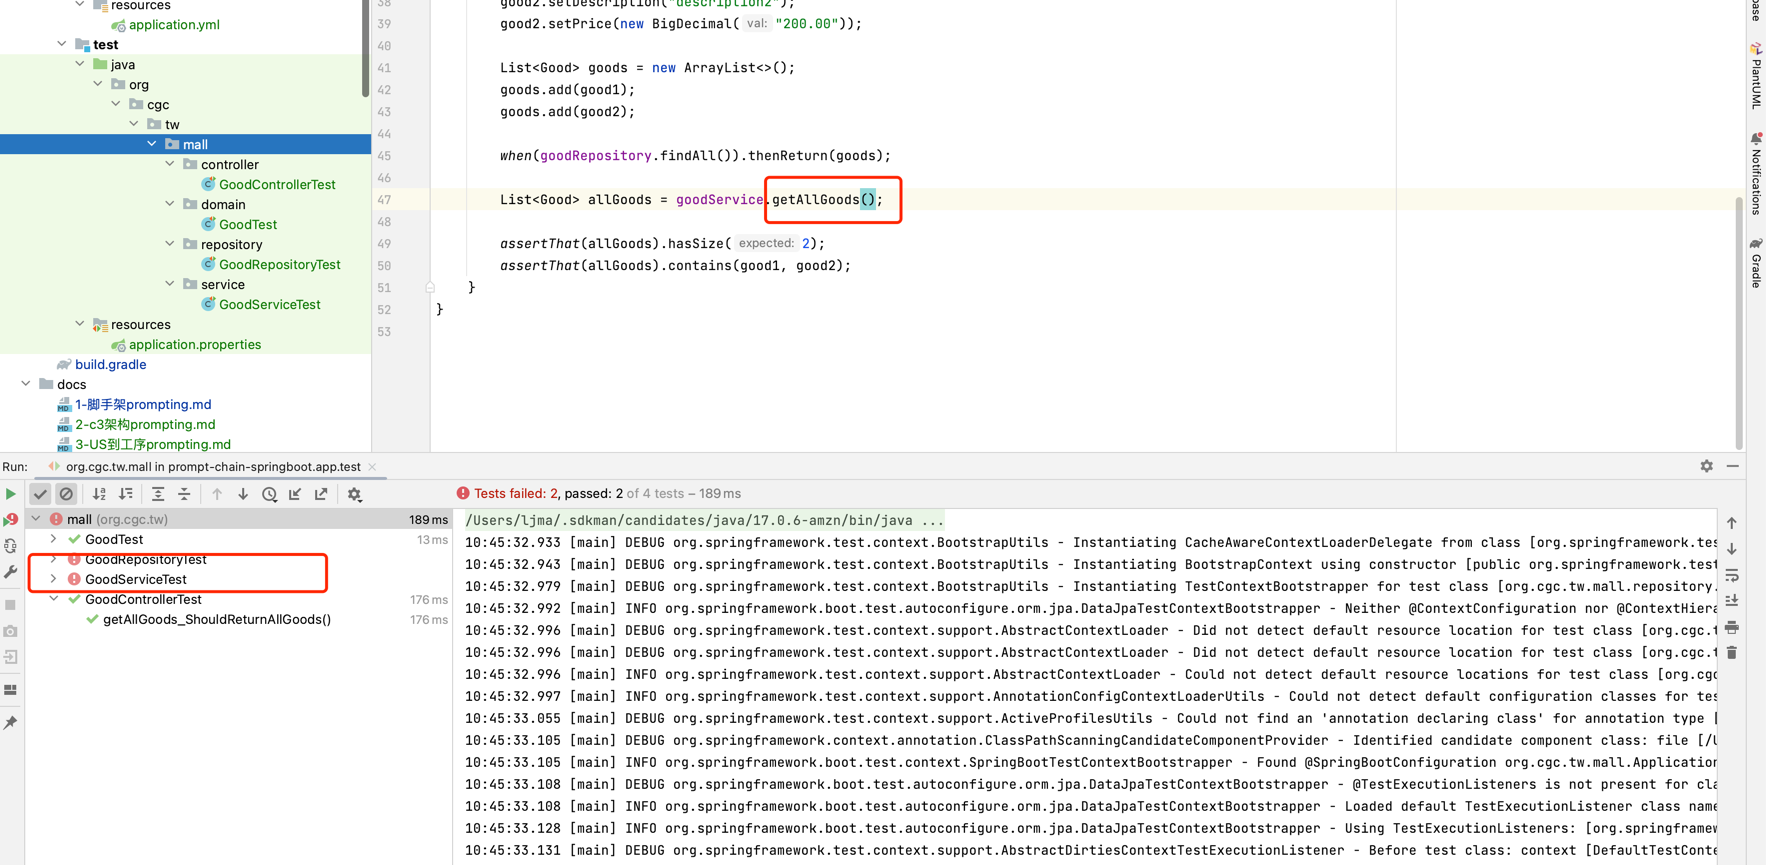 resources
application.yml
test
java
org
cgc
tw
mall
controller
GoodControllerTest
domain
GoodTest
repository
GoodRepositoryTest
service
GoodServiceTest
resources
application.properties
build.gradle
docs
1-脚手架prompting.md
2-c3架构prompting.md
3-US到工序prompting.md
38 good2.setDescription("description2");
39 good2.setPrice(new BigDecimal( val: "200.00"));
40
41 List<Good> goods = new ArrayList<>();
42 goods.add(good1);
43 goods.add(good2);
44
45 when(goodRepository.findAll()).thenReturn(goods);
46
47 List<Good> allGoods = goodService.getAllGoods();
48
49 assertThat(allGoods).hasSize( expected: 2);
50 assertThat(allGoods).contains(good1, good2);
51 }
52 }
53
PlantUML
Notifications
Gradle
Run: org.cgc.tw.mall in prompt-chain-springboot.app.test
Tests failed: 2, passed: 2 of 4 tests – 189 ms
mall (org.cgc.tw) 189 ms
GoodTest 13 ms
GoodRepositoryTest
GoodServiceTest
GoodControllerTest 176 ms
getAllGoods_ShouldReturnAllGoods() 176 ms
/Users/ljma/.sdkman/candidates/java/17.0.6-amzn/bin/java ...
10:45:32.933 [main] DEBUG org.springframework.test.context.BootstrapUtils - Instantiating CacheAwareContextLoaderDelegate from class [org.springframework.tes
10:45:32.943 [main] DEBUG org.springframework.test.context.BootstrapUtils - Instantiating BootstrapContext using constructor [public org.springframework.test
10:45:32.979 [main] DEBUG org.springframework.test.context.BootstrapUtils - Instantiating TestContextBootstrapper for test class [org.cgc.tw.mall.repository.
10:45:32.992 [main] INFO org.springframework.boot.test.autoconfigure.orm.jpa.DataJpaTestContextBootstrapper - Neither @ContextConfiguration nor @ContextHiera
10:45:32.996 [main] DEBUG org.springframework.test.context.support.AbstractContextLoader - Did not detect default resource location for test class [org.cgc.t
10:45:32.996 [main] DEBUG org.springframework.test.context.support.AbstractContextLoader - Did not detect default resource location for test class [org.cgc.t
10:45:32.996 [main] INFO org.springframework.test.context.support.AbstractContextLoader - Could not detect default resource locations for test class [org.cgc
10:45:32.997 [main] INFO org.springframework.test.context.support.AnnotationConfigContextLoaderUtils - Could not detect default configuration classes for tes
10:45:33.055 [main] DEBUG org.springframework.test.context.support.ActiveProfilesUtils - Could not find an 'annotation declaring class' for annotation type [
10:45:33.105 [main] DEBUG org.springframework.context.annotation.ClassPathScanningCandidateComponentProvider - Identified candidate component class: file [/U
10:45:33.105 [main] INFO org.springframework.boot.test.context.SpringBootTestContextBootstrapper - Found @SpringBootConfiguration org.cgc.tw.mall.Application
10:45:33.108 [main] DEBUG org.springframework.boot.test.autoconfigure.orm.jpa.DataJpaTestContextBootstrapper - @TestExecutionListeners is not present for cla
10:45:33.108 [main] INFO org.springframework.boot.test.autoconfigure.orm.jpa.DataJpaTestContextBootstrapper - Loaded default TestExecutionListener class name
10:45:33.128 [main] INFO org.springframework.boot.test.autoconfigure.orm.jpa.DataJpaTestContextBootstrapper - Using TestExecutionListeners: [org.springframew
10:45:33.131 [main] DEBUG org.springframework.test.context.support.AbstractDirtiesContextTestExecutionListener - Before test class: context [DefaultTestConte